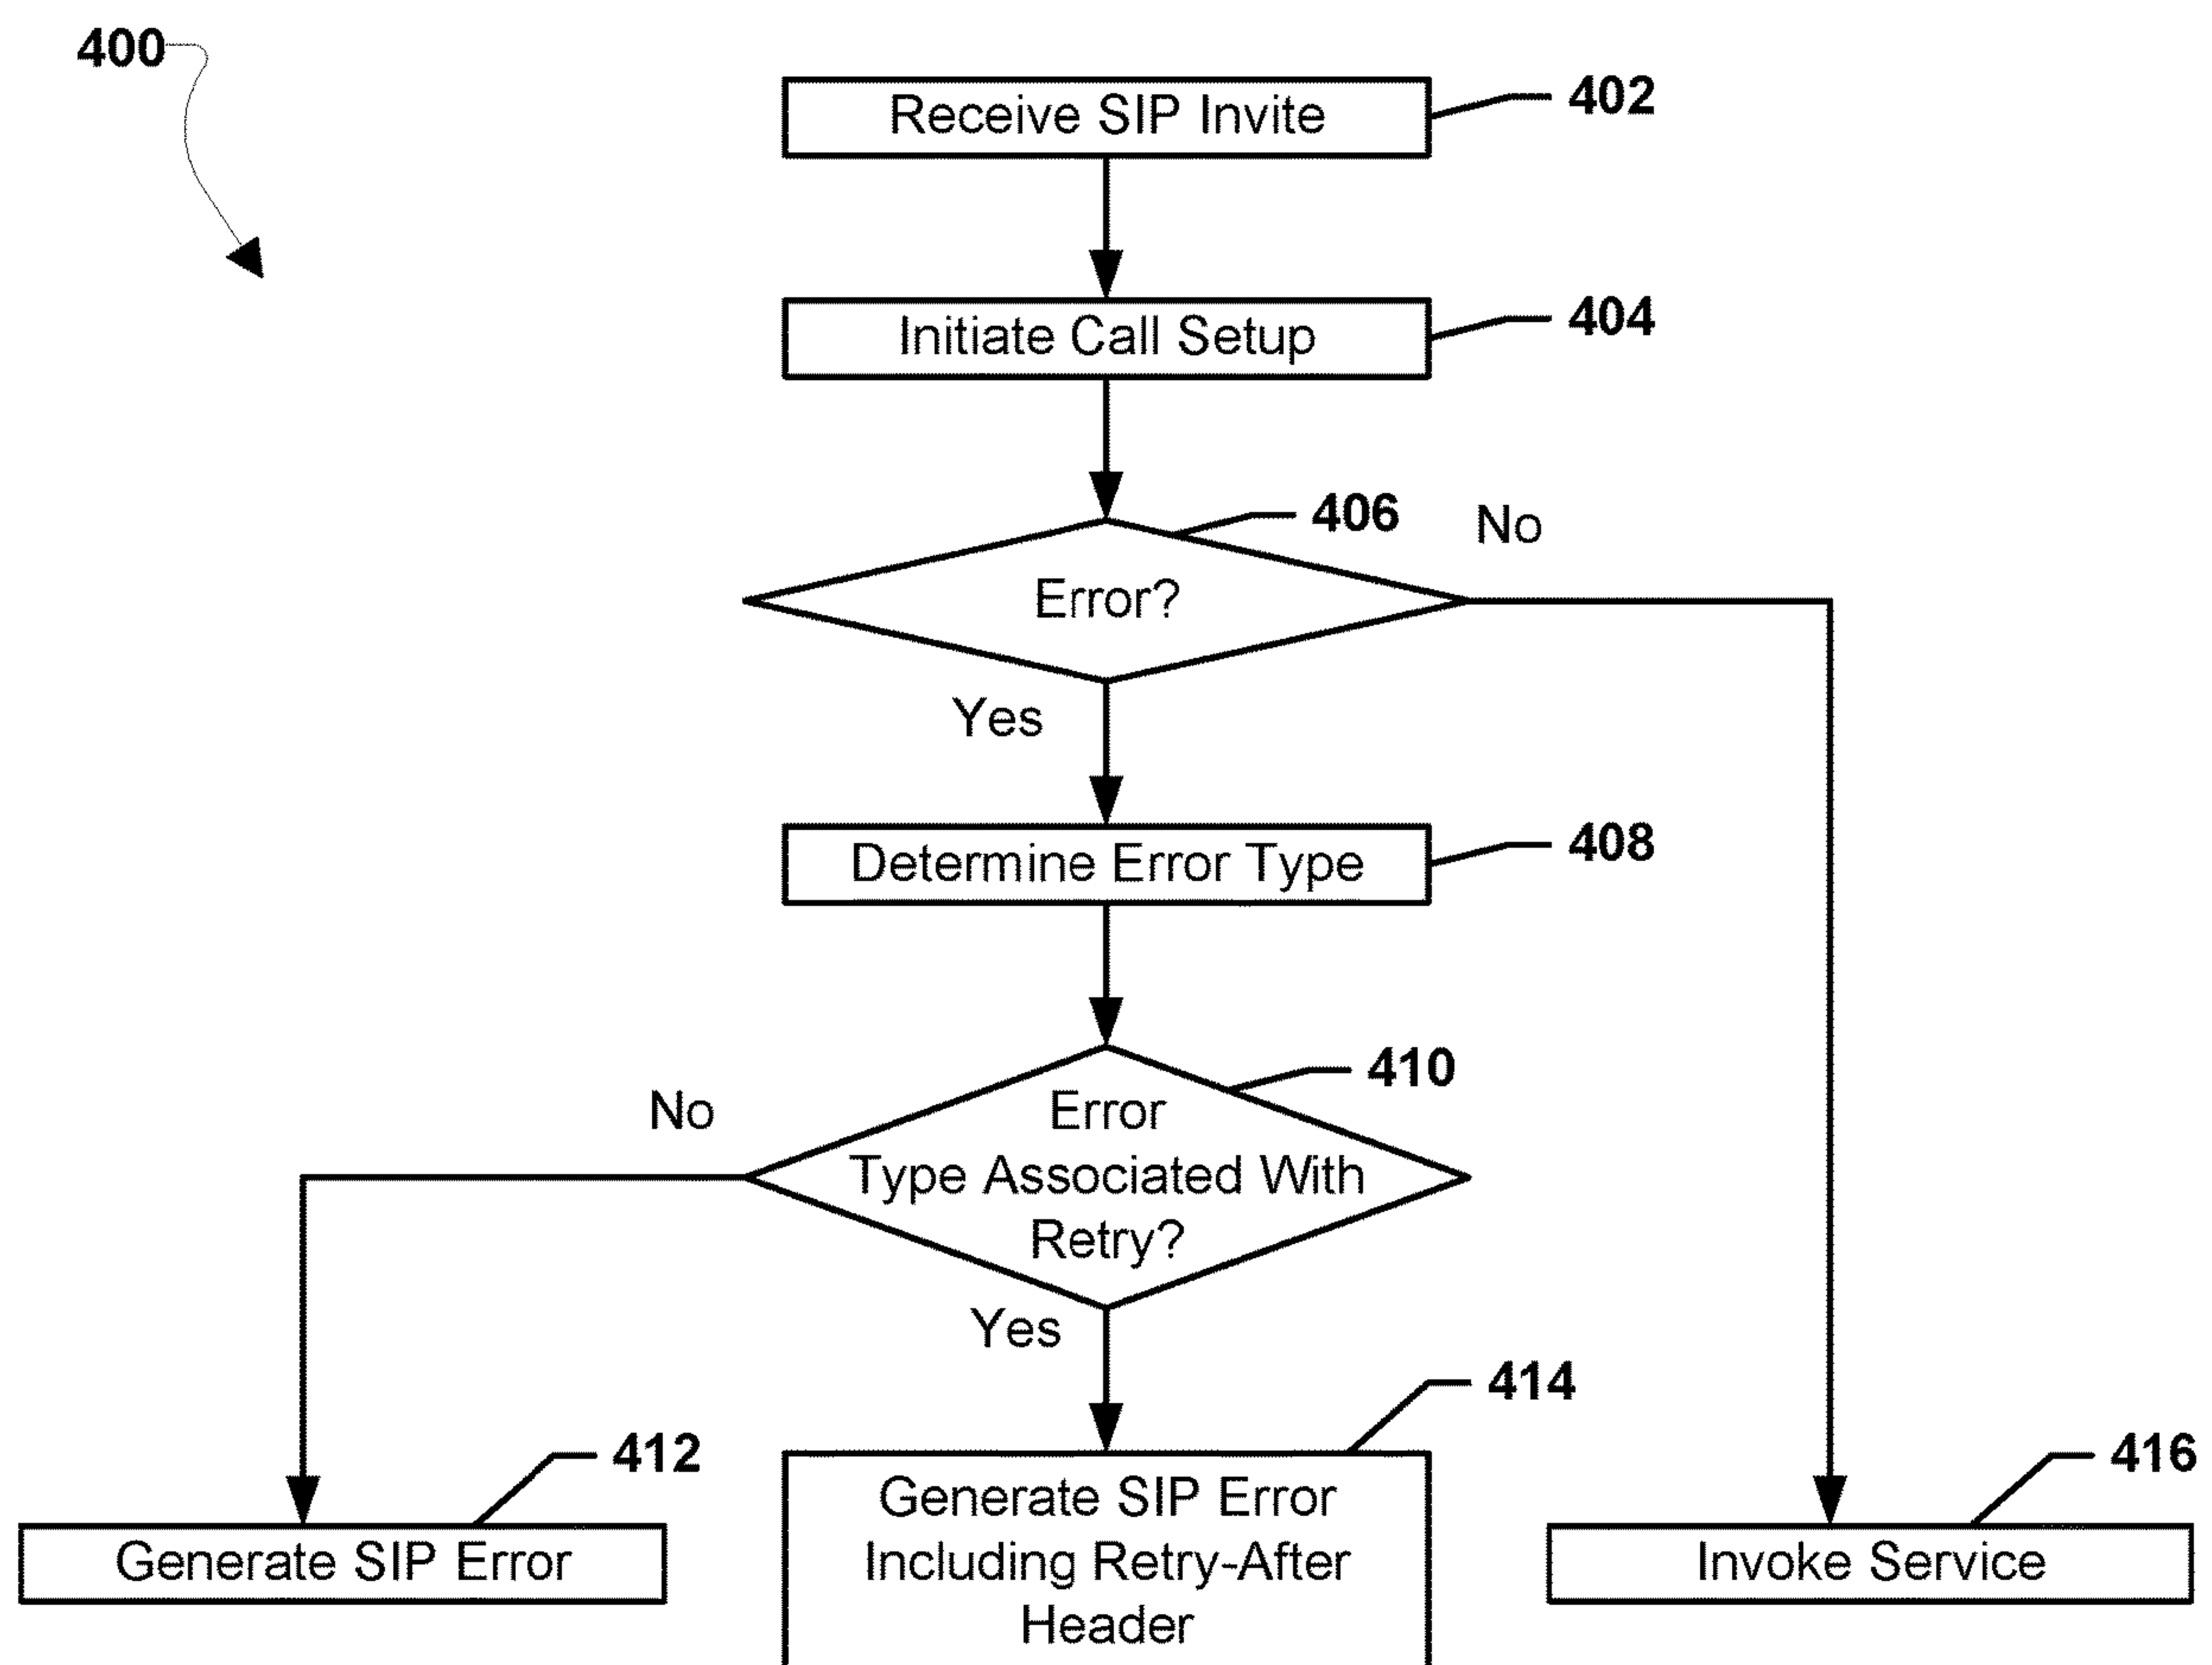 400
Receive SIP Invite
402
Initiate Call Setup
404
406
No
Error?
Yes
Determine Error Type
408
410
No
Error
Type Associated With
Retry?
Yes
414
412
416
Generate SIP Error
Generate SIP Error
Including Retry-After
Header
Invoke Service